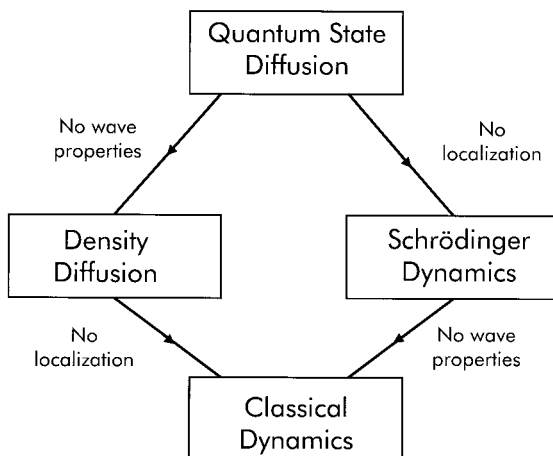 Quantum State
Diffusion
No wave
properties
No
localization
Density
Diffusion
Schrödinger
Dynamics
No
localization
No wave
properties
Classical
Dynamics